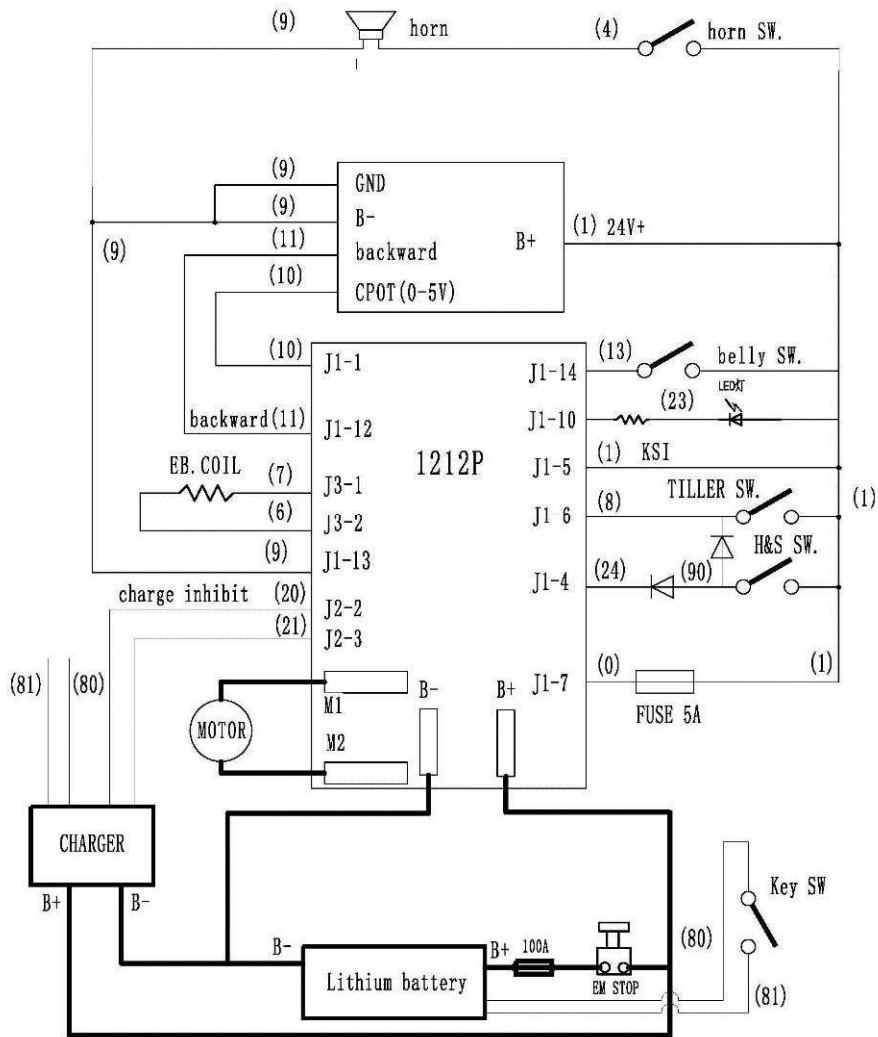 (9)
horn
(4)
horn SW.
(9)
GND
(9)
B-
(1)
24V+
(9)
(11)
backward
B+
(10)
CPOT(0-5V)
(10)
J1-1
(13)
belly SW.
J1-14
LED灯
backward(11)
J1-12
J1-10
(23)
EB.COIL
(7)
J3-1
1212P
J1-5
(1)
KSI
(6)
J3-2
TILLER SW.
(1)
(9)
J1-13
J1 6
(8)
H&S SW.
charge inhibit
(20)
J2-2
J1-4
(24)
(90)
(21)
J2-3
(81)
(80)
M1
B-
B+
J1-7
(0)
(1)
FUSE 5A
MOTOR
M2
CHARGER
B+
B-
Key SW
B-
B+
100A
(80)
Lithium battery
EM STOP
(81)